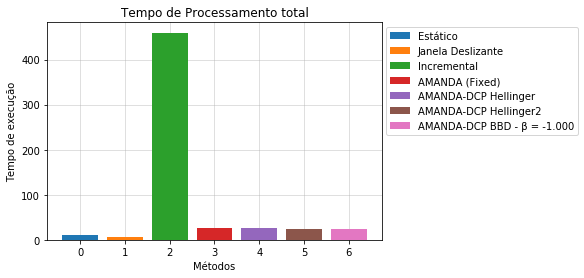 Tempo de Processamento total
Tempo de execução
400
300
200
100
0
0 1 2 3 4 5 6
Métodos
Estático
Janela Deslizante
Incremental
AMANDA (Fixed)
AMANDA-DCP Hellinger
AMANDA-DCP Hellinger2
AMANDA-DCP BBD - β = -1.000